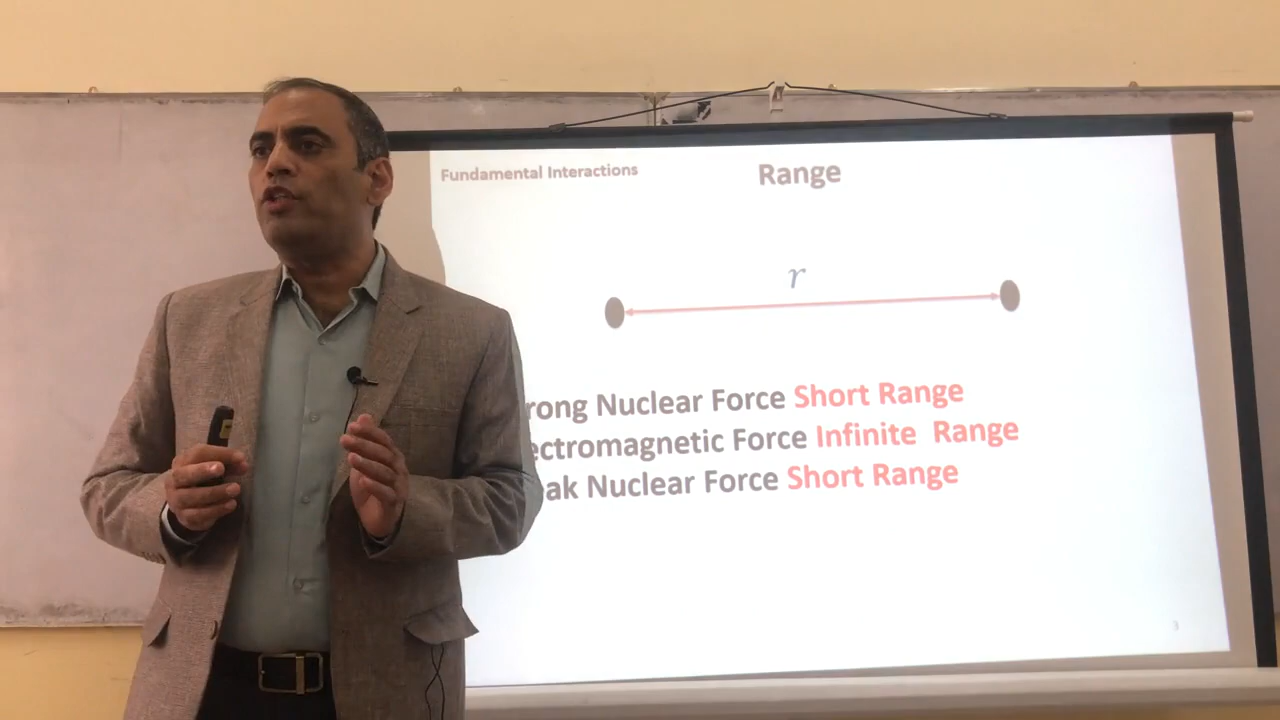 Fundamental Interactions
Range
r
rong Nuclear Force Short Range
ectromagnetic Force Infinite Range
ak Nuclear Force Short Range